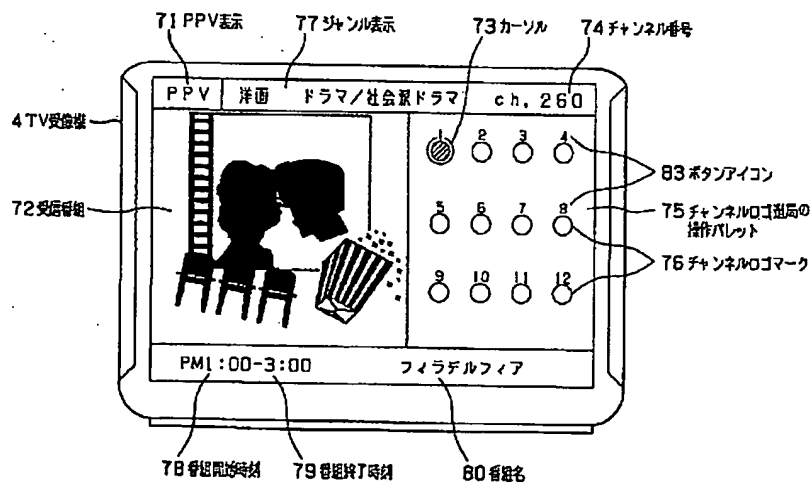 71 PPV表示
77 ジャンル表示
73 カーソル
74 チャンネル番号
4 TV受像機
PPV 洋画 ドラマ/社会派ドラマ ch, 260
1 2 3 4
83 ボタンアイコン
72 受信番組
75 チャンネルロゴ選局の
操作パレット
5 6 7 8
76 チャンネルロゴマーク
9 10 11 12
PM1:00-3:00 フィラデルフィア
78 番組開始時刻
79 番組終了時刻
80 番組名